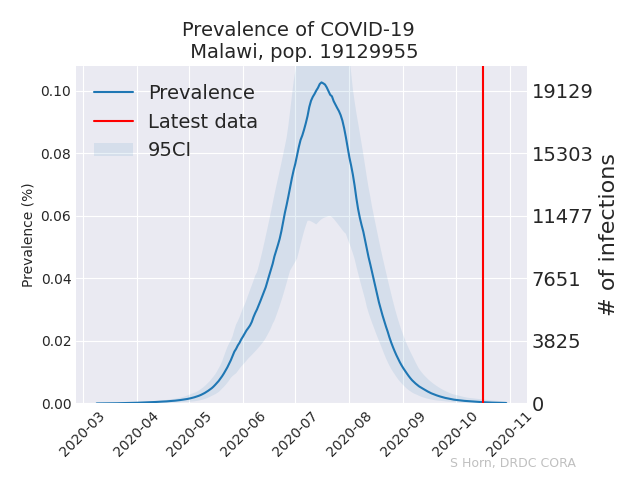 Prevalence of COVID-19
Malawi, pop. 19129955
Prevalence
Latest data
95CI
Prevalence (%)
0.10
0.08
0.06
0.04
0.02
0.00
19129
15303
11477
7651
3825
0
# of infections
2020-03
2020-04
2020-05
2020-06
2020-07
2020-08
2020-09
2020-10
2020-11
S Horn, DRDC CORA